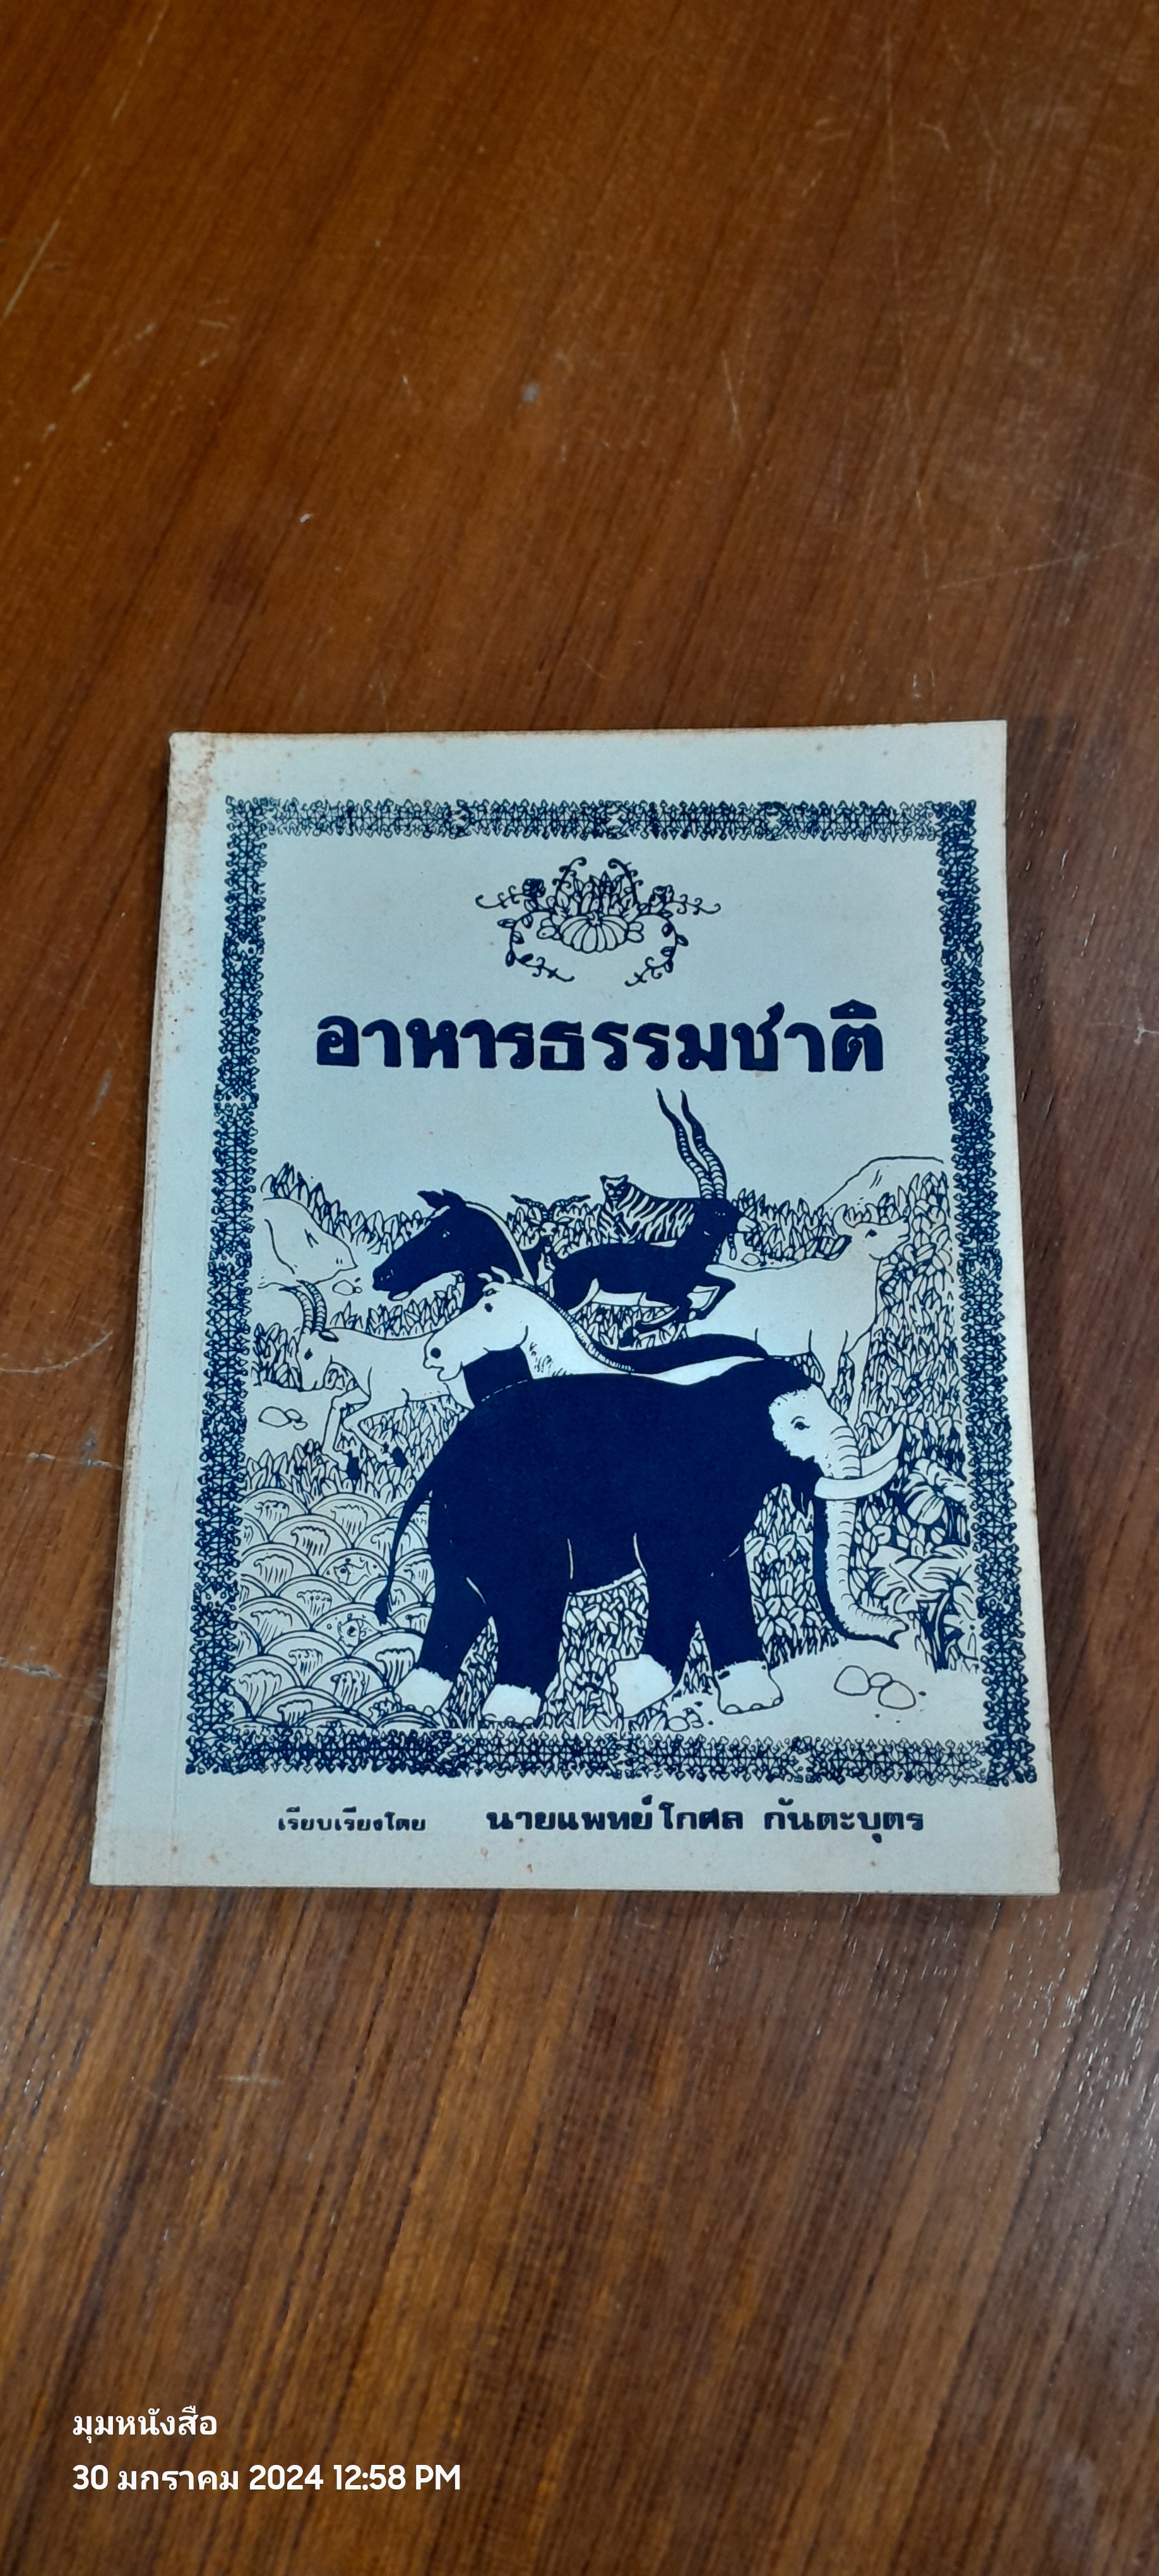 อาหารธรรมชาติ
เรียบเรียงโดย นายแพทย์โกศล กันตะบุตร
มุมหนังสือ
30 มกราคม 2024 12:58 PM